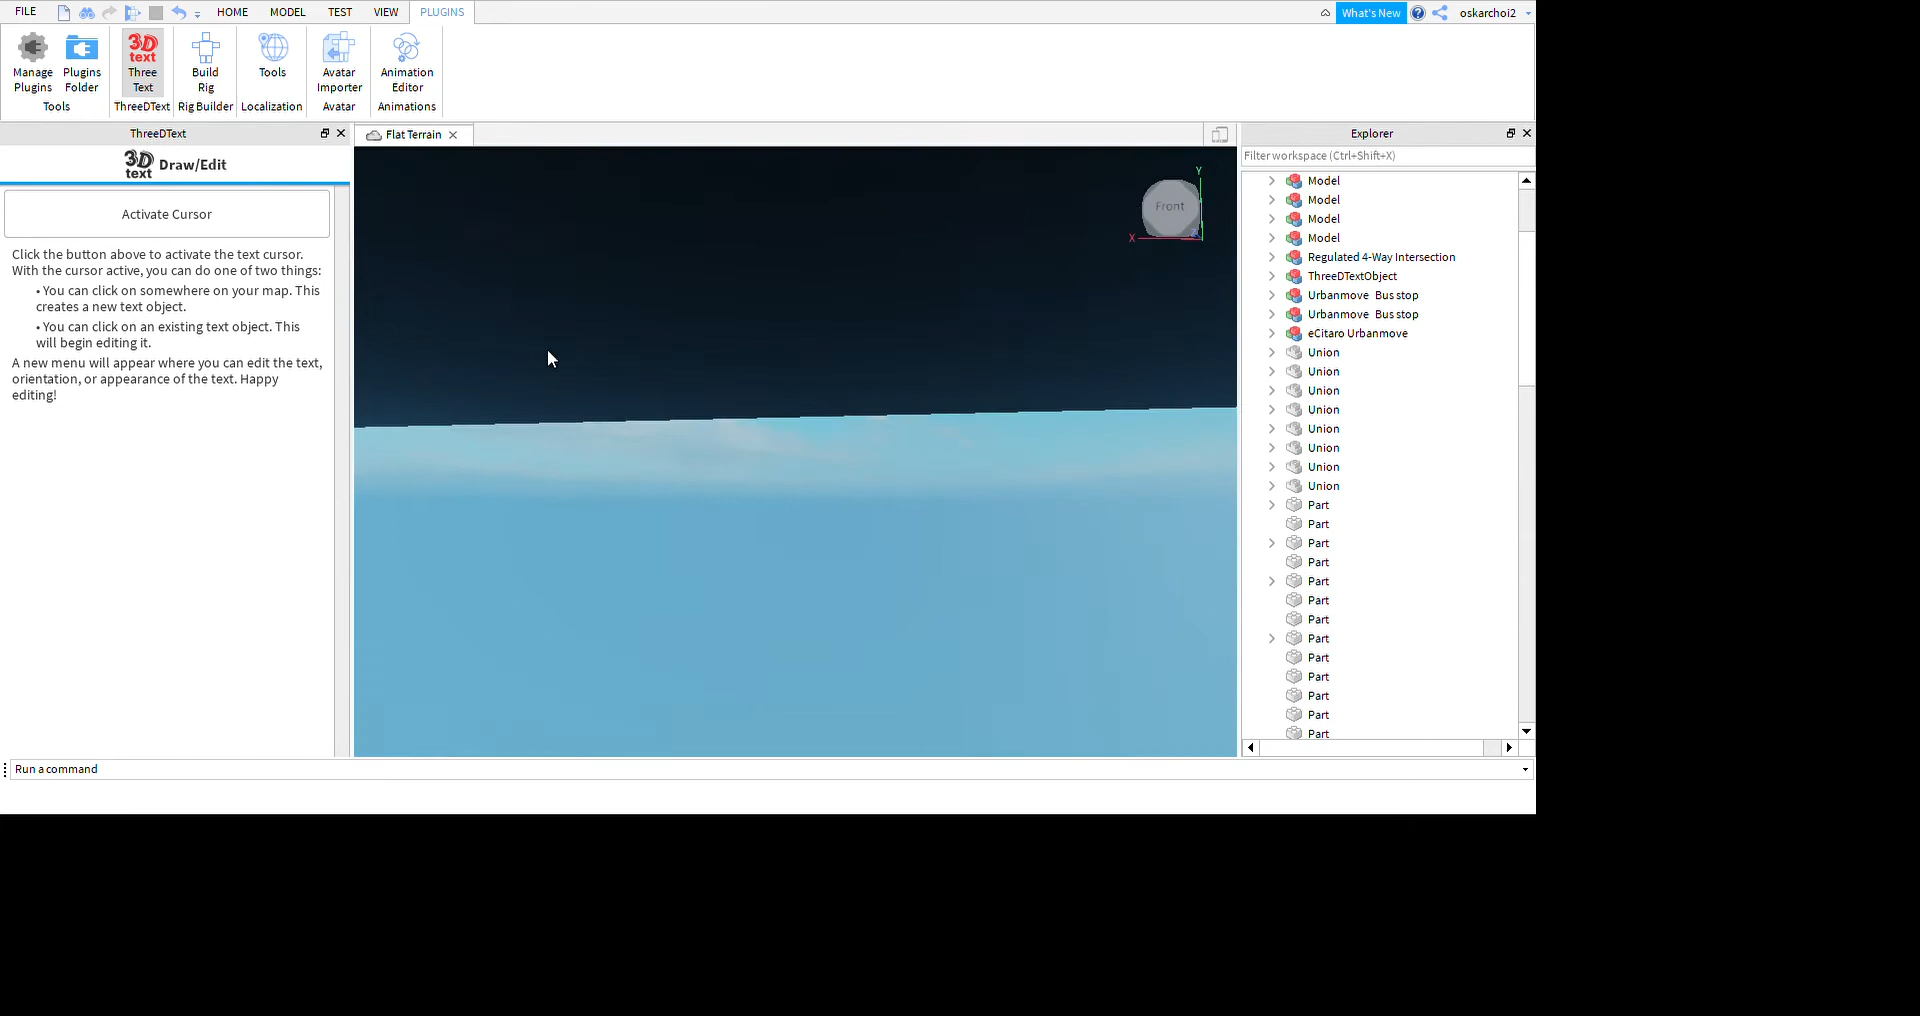 FILE
HOME
MODEL
TEST
VIEW
PLUGINS
What's New
oskarchoi2
Manage
Plugins
Plugins
Folder
Tools
3D
text
Three
Text
ThreeDText
Build
Rig
Rig Builder
Tools
Localization
Avatar
Importer
Avatar
Animation
Editor
Animations
ThreeDText
3D
text
Draw/Edit
Activate Cursor
Click the button above to activate the text cursor.
With the cursor active, you can do one of two things:
• You can click on somewhere on your map. This
creates a new text object.
• You can click on an existing text object. This
will begin editing it.
A new menu will appear where you can edit the text,
orientation, or appearance of the text. Happy
editing!
Flat Terrain
Y
Front
X
Z
Explorer
Filter workspace (Ctrl+Shift+X)
Model
Model
Model
Model
Regulated 4-Way Intersection
ThreeDTextObject
Urbanmove Bus stop
Urbanmove Bus stop
eCitaro Urbanmove
Union
Union
Union
Union
Union
Union
Union
Union
Part
Part
Part
Part
Part
Part
Part
Part
Part
Part
Part
Part
Part
Run a command